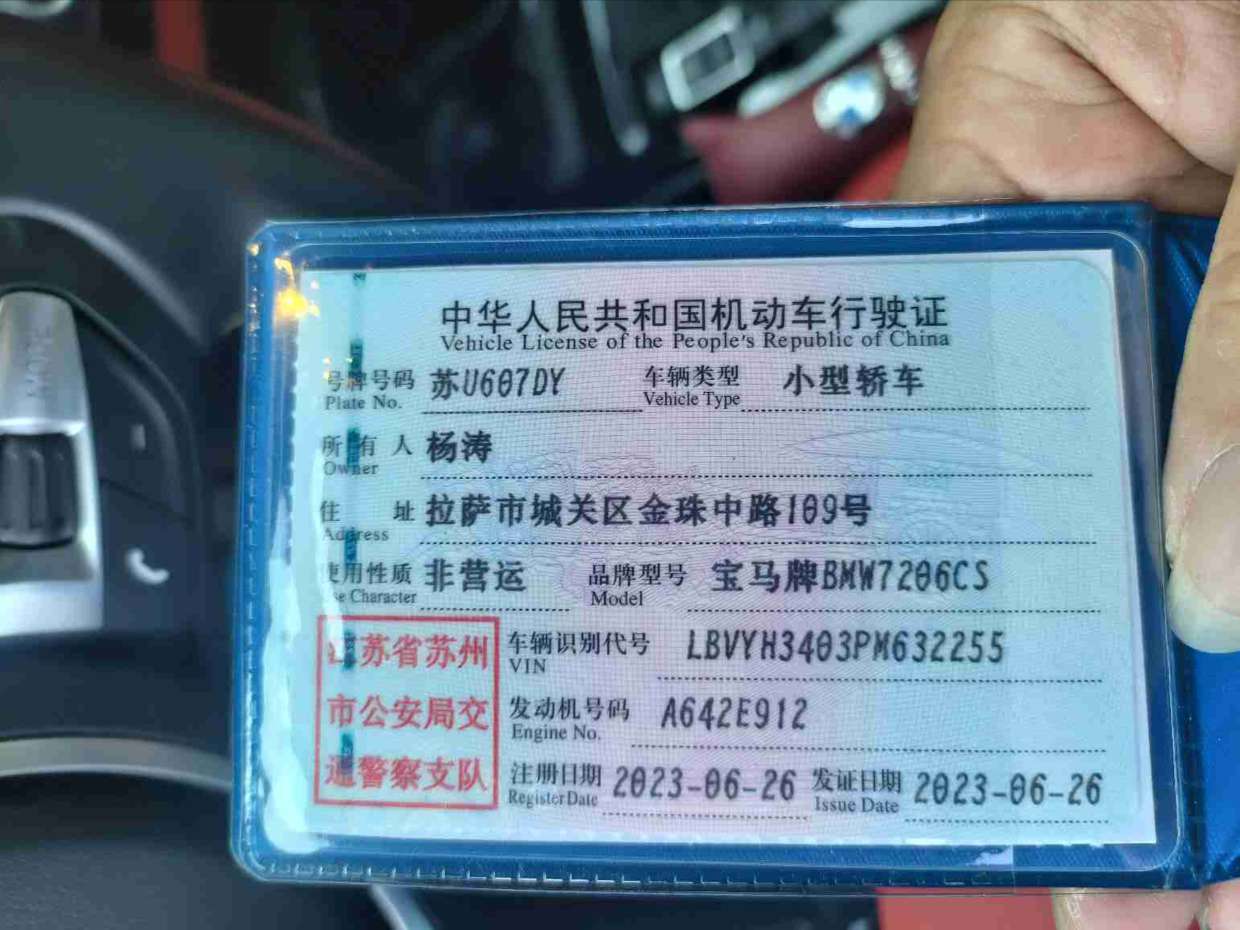 中华人民共和国机动车行驶证
Vehicle License of the People's Republic of China
号牌号码 苏U607DY 车辆类型 小型轿车
Plate No. Vehicle Type
所有人 杨涛
Owner
住址 拉萨市城关区金珠中路109号
Address
使用性质 非营运 品牌型号 宝马牌BMW7206CS
Use Character Model
江苏省苏州
市公安局交
通警察支队
车辆识别代号 LBVYH3403PM632255
VIN
发动机号码 A642E912
Engine No.
注册日期 2023-06-26 发证日期 2023-06-26
Register Date Issue Date